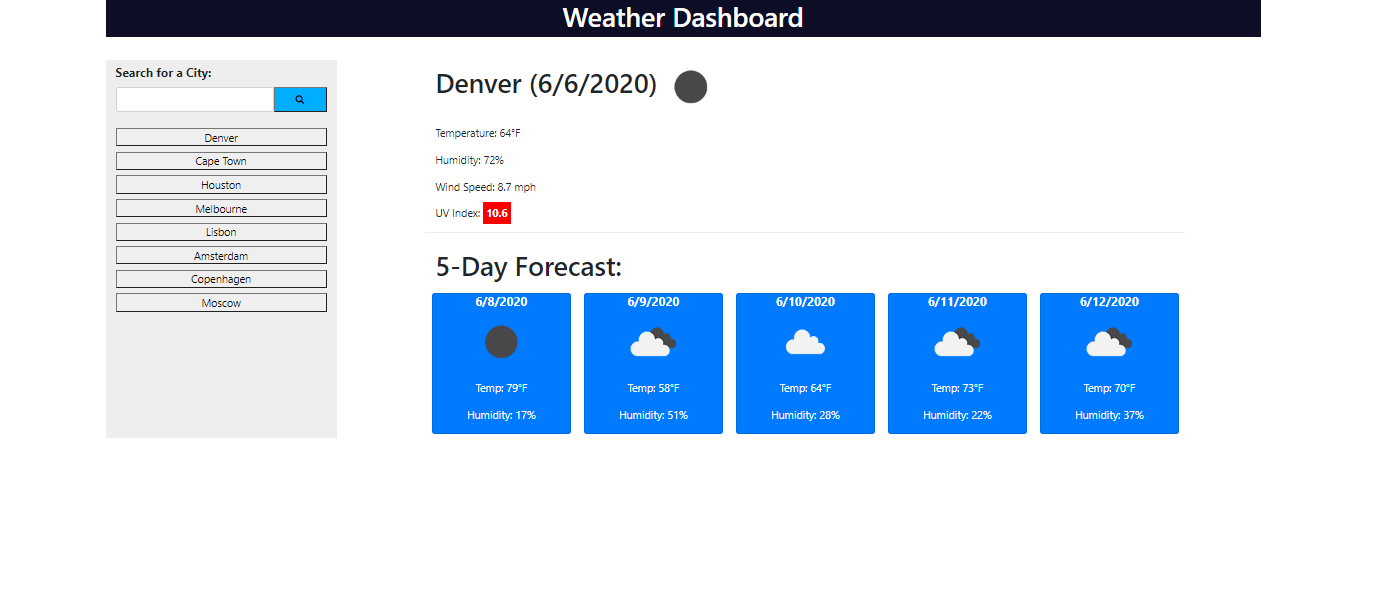 Weather Dashboard
Search for a City:
Denver
Cape Town
Houston
Melbourne
Lisbon
Amsterdam
Copenhagen
Moscow
Denver (6/6/2020)
Temperature: 64°F
Humidity: 72%
Wind Speed: 8.7 mph
UV Index: 10.6
5-Day Forecast:
6/8/2020
Temp: 79°F
Humidity: 17%
6/9/2020
Temp: 58°F
Humidity: 51%
6/10/2020
Temp: 64°F
Humidity: 28%
6/11/2020
Temp: 73°F
Humidity: 22%
6/12/2020
Temp: 70°F
Humidity: 37%